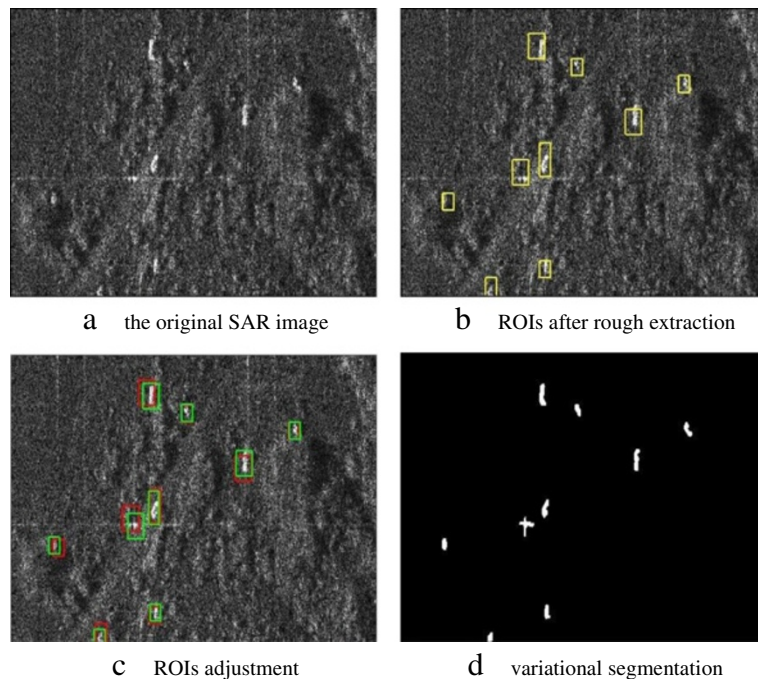 a the original SAR image
b ROIs after rough extraction
c ROIs adjustment
d variational segmentation